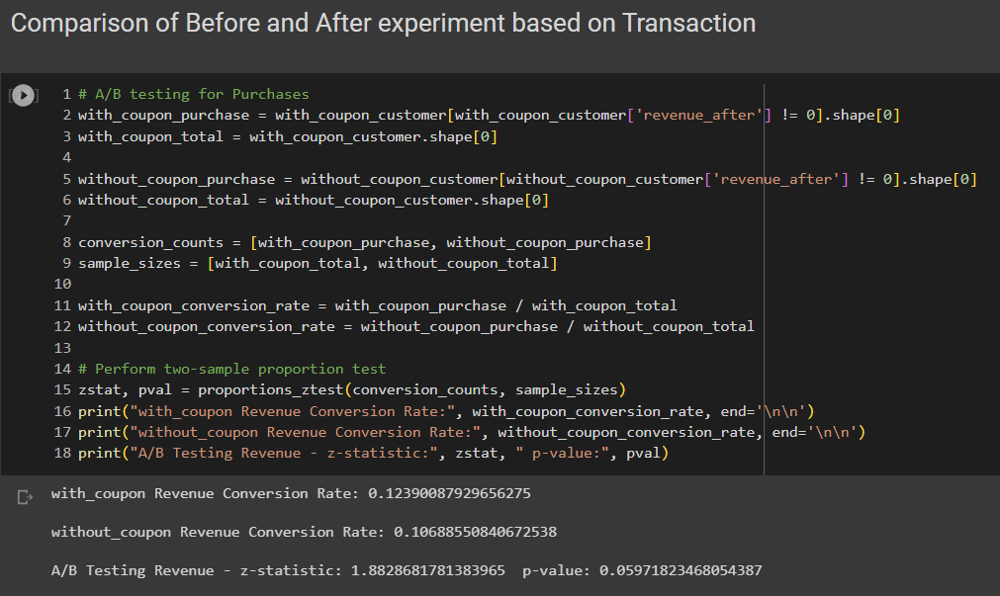 Comparison of Before and After experiment based on Transaction
1 # A/B testing for Purchases
2 with_coupon_purchase = with_coupon_customer[with_coupon_customer['revenue_after'] != 0].shape[0]
3 with_coupon_total = with_coupon_customer.shape[0]
4
5 without_coupon_purchase = without_coupon_customer[without_coupon_customer['revenue_after'] != 0].shape[0]
6 without_coupon_total = without_coupon_customer.shape[0]
7
8 conversion_counts = [with_coupon_purchase, without_coupon_purchase]
9 sample_sizes = [with_coupon_total, without_coupon_total]
10
11 with_coupon_conversion_rate = with_coupon_purchase / with_coupon_total
12 without_coupon_conversion_rate = without_coupon_purchase / without_coupon_total
13
14 # Perform two-sample proportion test
15 zstat, pval = proportions_ztest(conversion_counts, sample_sizes)
16 print("with_coupon Revenue Conversion Rate:", with_coupon_conversion_rate, end='\n\n')
17 print("without_coupon Revenue Conversion Rate:", without_coupon_conversion_rate, end='\n\n')
18 print("A/B Testing Revenue - z-statistic:", zstat, " p-value:", pval)
with_coupon Revenue Conversion Rate: 0.12390087929656275
without_coupon Revenue Conversion Rate: 0.10688550840672538
A/B Testing Revenue - z-statistic: 1.8828681781383965  p-value: 0.05971823468054387